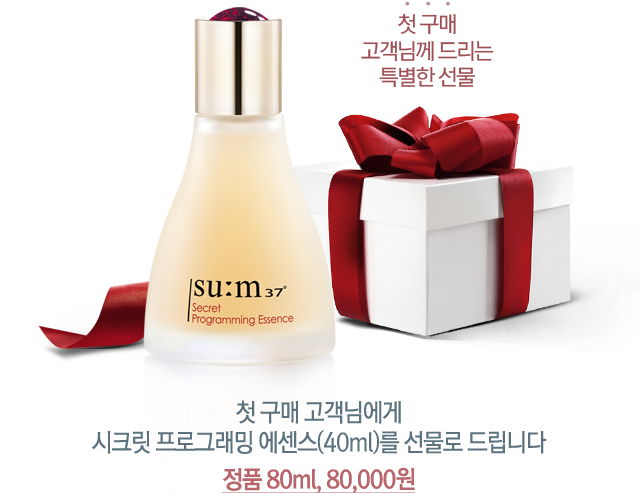 첫 구매
고객님께 드리는
특별한 선물
su:m 37°
Secret
Programming Essence
첫 구매 고객님에게
시크릿 프로그래밍 에센스(40ml)를 선물로 드립니다
정품 80ml, 80,000원